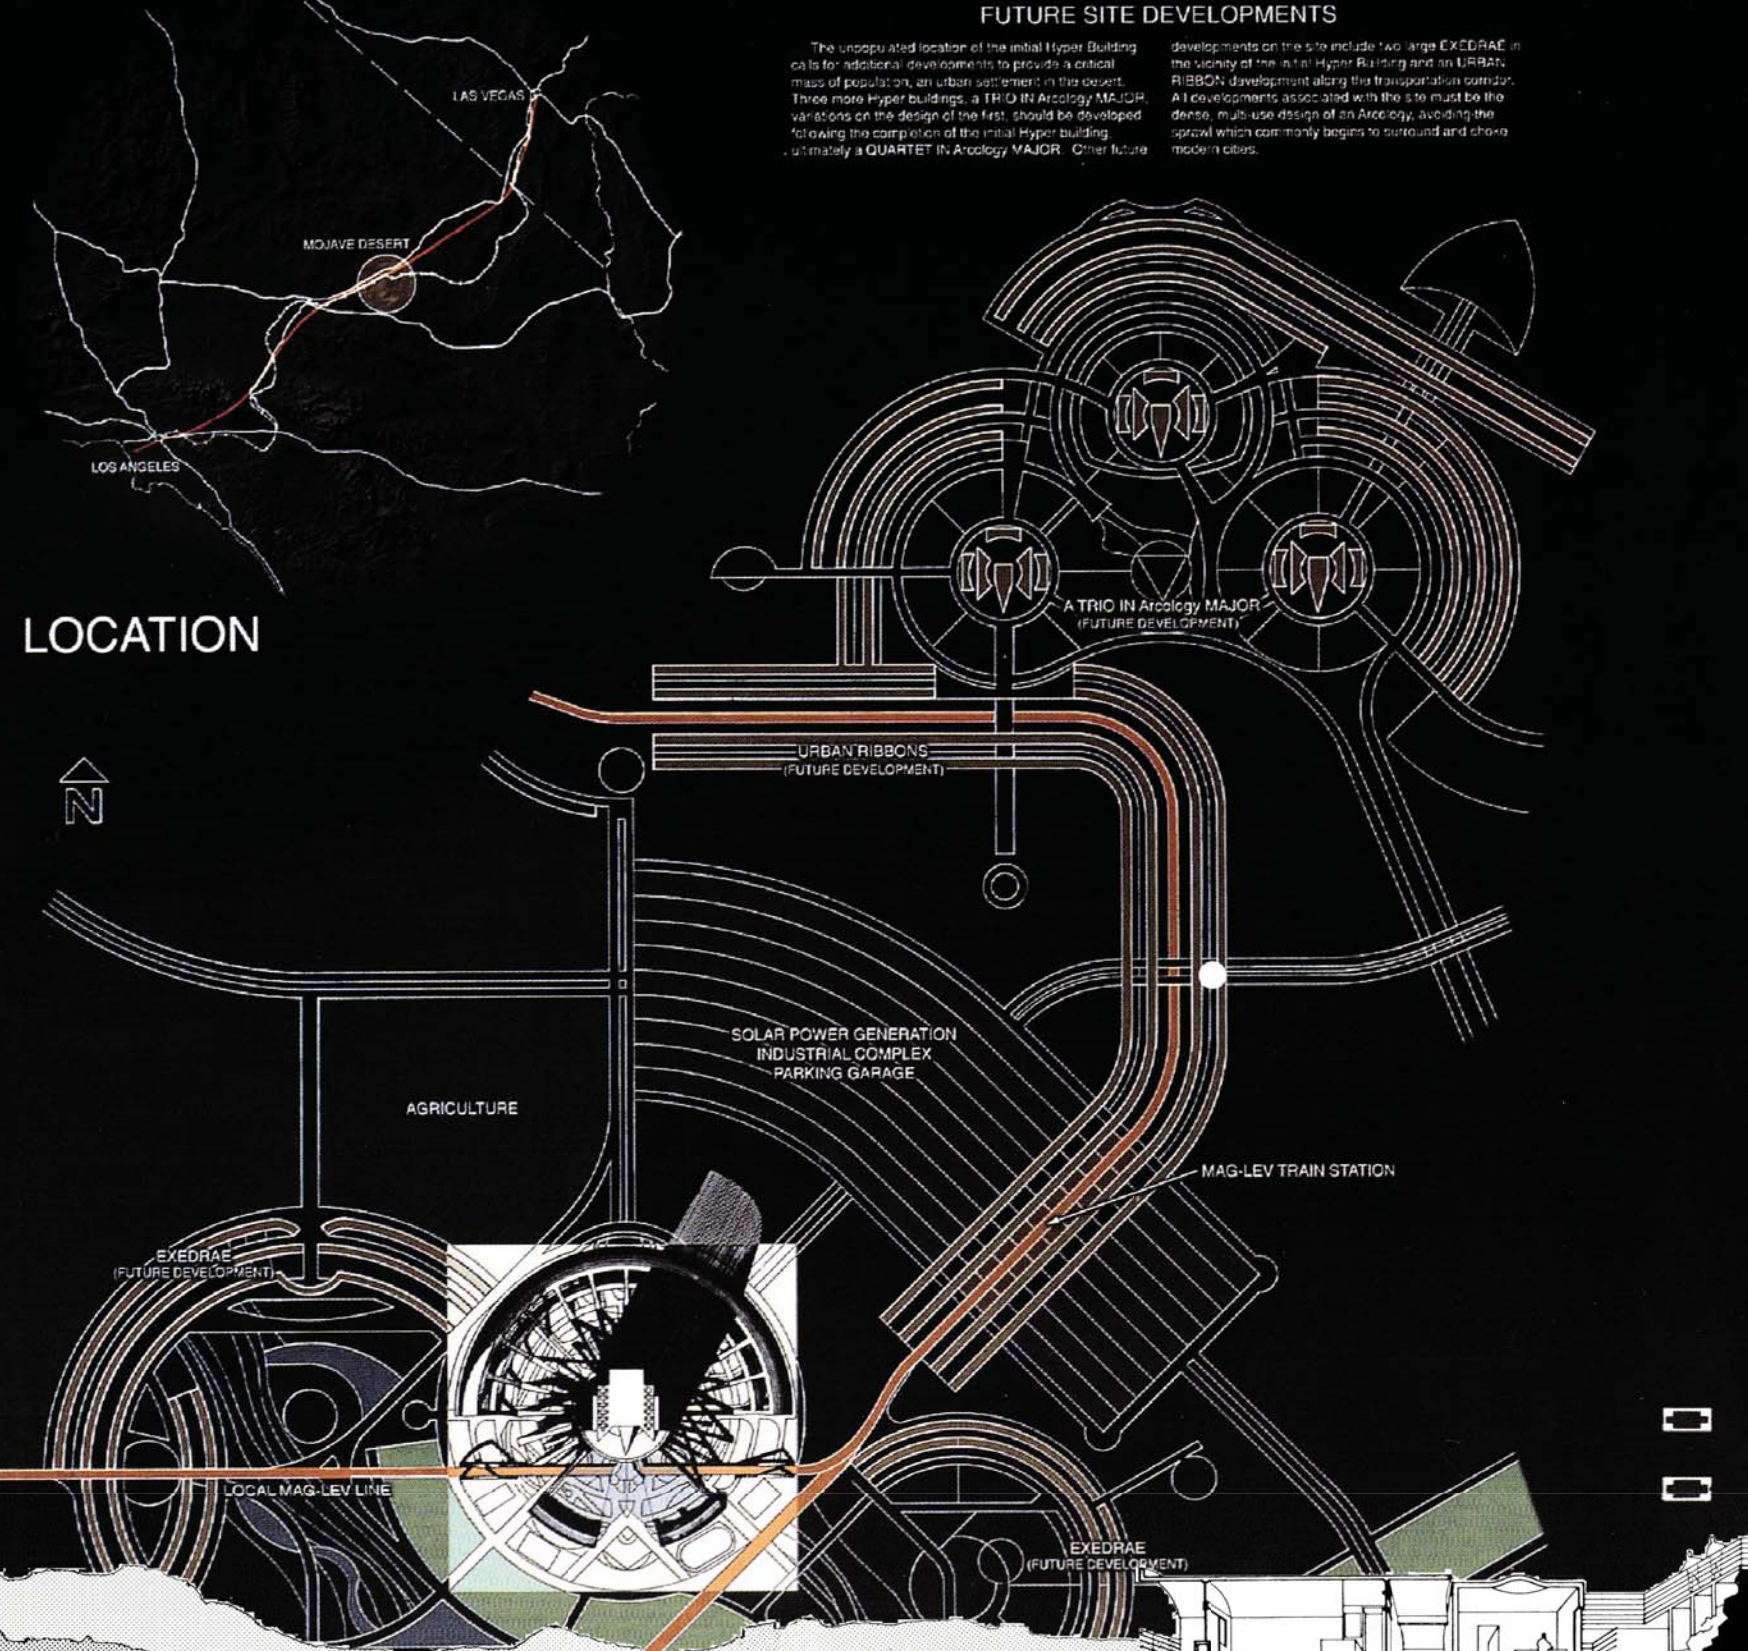 FUTURE SITE DEVELOPMENTS
The unpopulated location of the initial Hyper Building
calls for additional developments to provide a critical
mass of population, an urban settlement in the desert.
Three more Hyper buildings, a TRIO IN Arcology MAJOR,
variations on the design of the first, should be developed
following the completion of the initial Hyper building,
ultimately a QUARTET IN Arcology MAJOR. Other future
developments on the site include two large EXEDRAE in
the vicinity of the initial Hyper Building and an URBAN
RIBBON development along the transportation corridor.
All developments associated with the site must be the
dense, multi-use design of an Arcology, avoiding the
sprawl which commonly begins to surround and choke
modern cities.
LAS VEGAS
MOJAVE DESERT
LOS ANGELES
LOCATION
A TRIO IN Arcology MAJOR
(FUTURE DEVELOPMENT)
URBAN RIBBONS
(FUTURE DEVELOPMENT)
N
SOLAR POWER GENERATION
INDUSTRIAL COMPLEX
PARKING GARAGE
AGRICULTURE
MAG-LEV TRAIN STATION
EXEDRAE
(FUTURE DEVELOPMENT)
LOCAL MAG-LEV LINE
EXEDRAE
(FUTURE DEVELOPMENT)